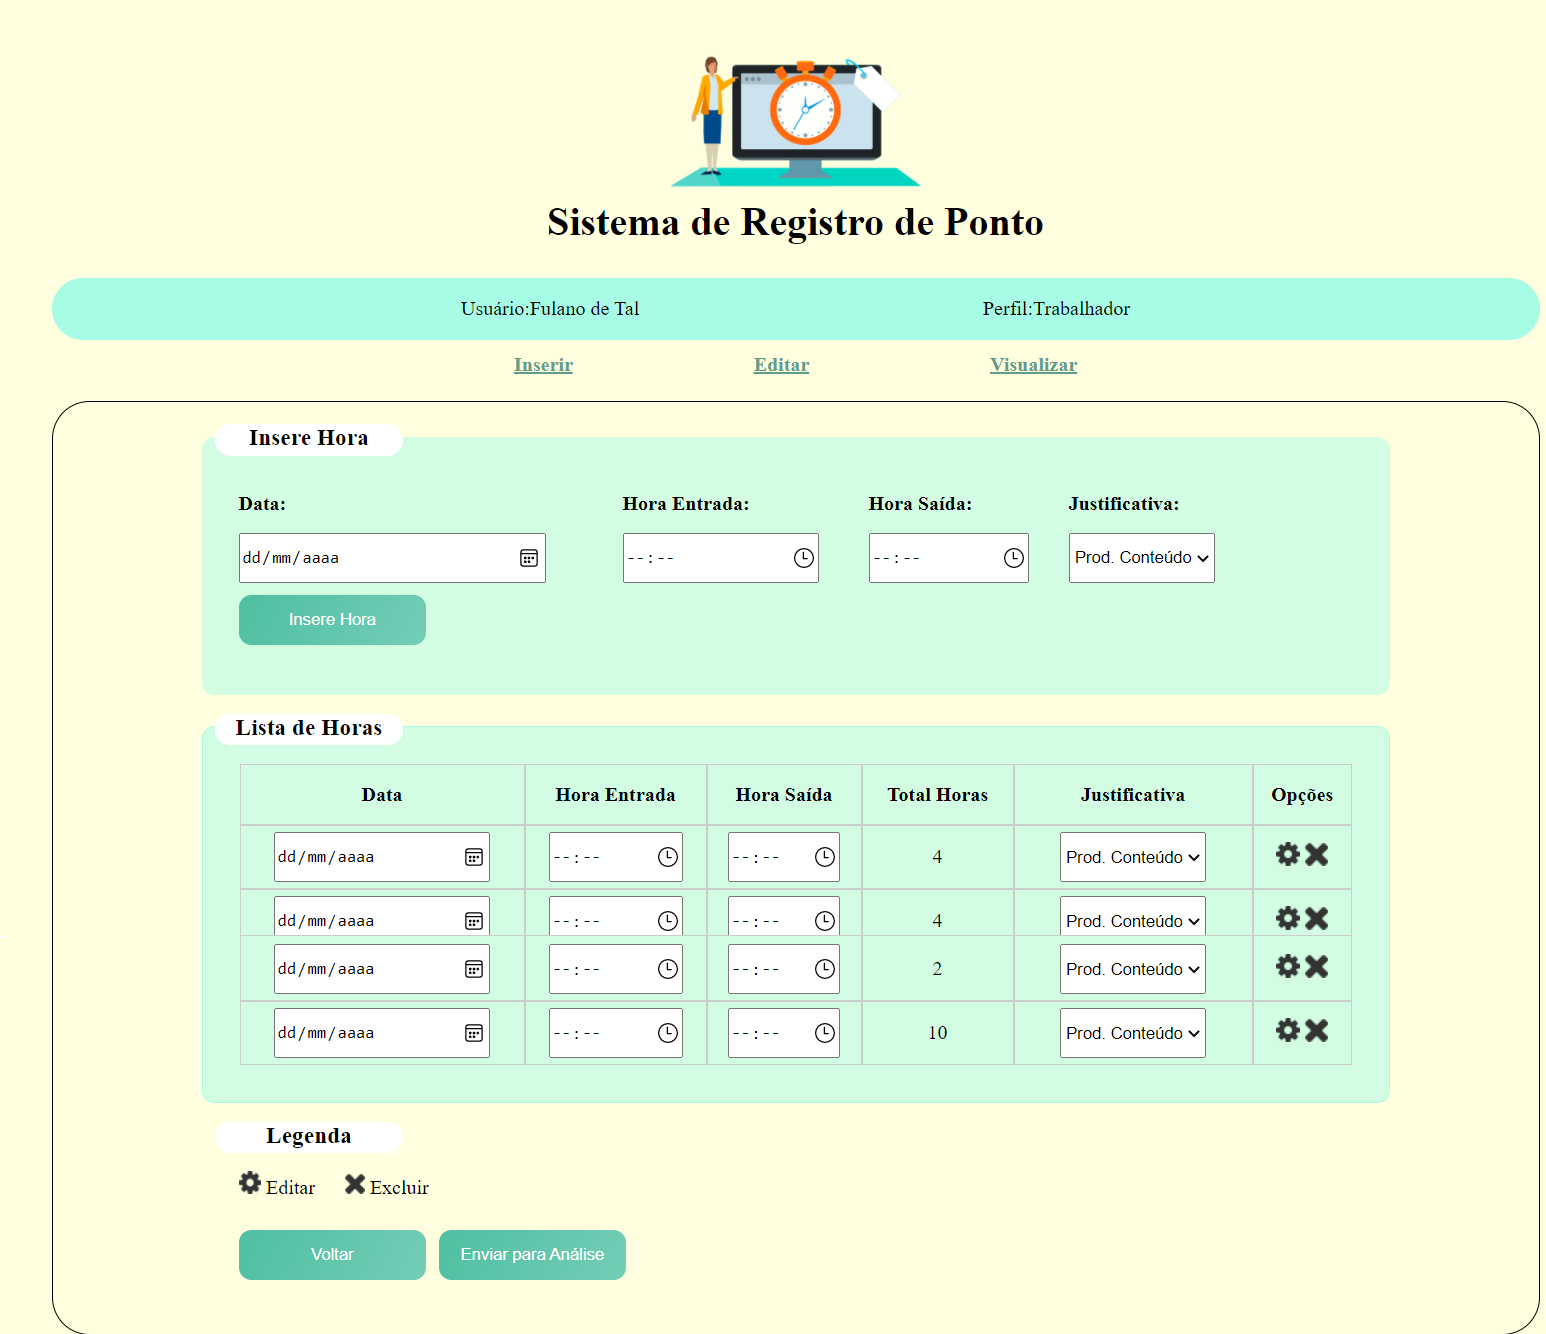 Sistema de Registro de Ponto
Usuário:Fulano de Tal Perfil:Trabalhador
Inserir Editar Visualizar
Insere Hora
Data: Hora Entrada: Hora Saída: Justificativa:
dd/mm/aaaa --:-- --:-- Prod. Conteúdo
Insere Hora
Lista de Horas
Data Hora Entrada Hora Saída Total Horas Justificativa Opções
dd/mm/aaaa --:-- --:-- 4 Prod. Conteúdo
dd/mm/aaaa --:-- --:-- 4 Prod. Conteúdo
dd/mm/aaaa --:-- --:-- 2 Prod. Conteúdo
dd/mm/aaaa --:-- --:-- 10 Prod. Conteúdo
Legenda
Editar Excluir
Voltar Enviar para Análise